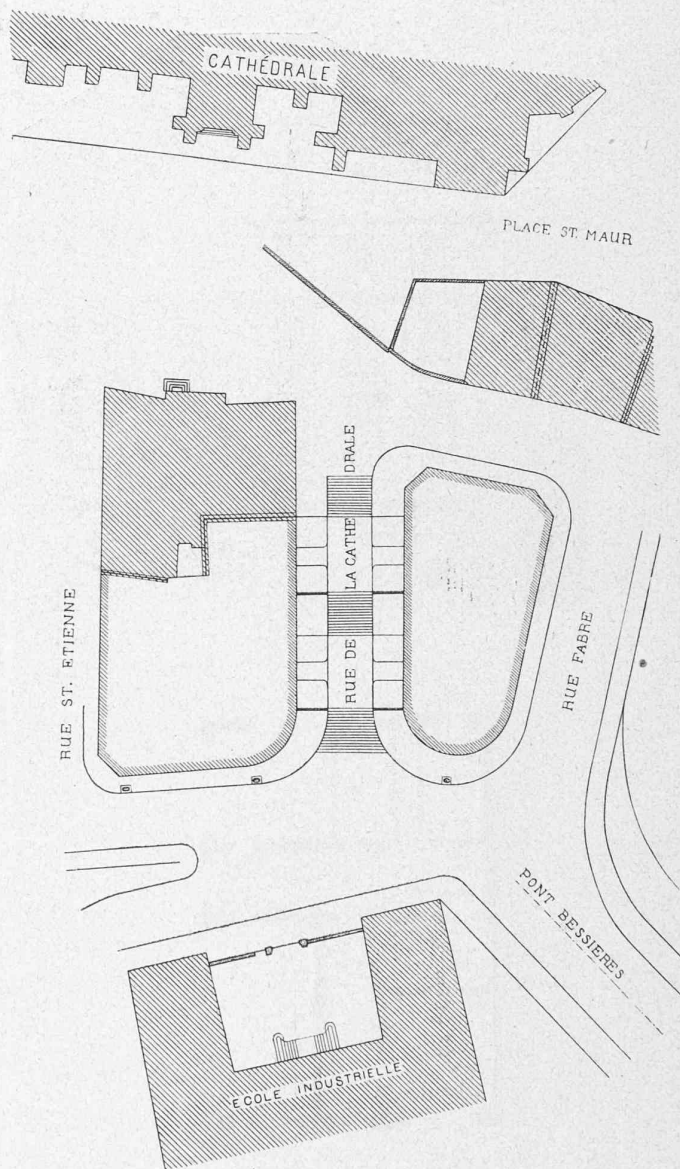 CATHÉDRALE
PLACE ST. MAUR
RUE DE LA CATHEDRALE
RUE ST. ETIENNE
RUE FABRE
PONT BESSIERES
ECOLE INDUSTRIELLE